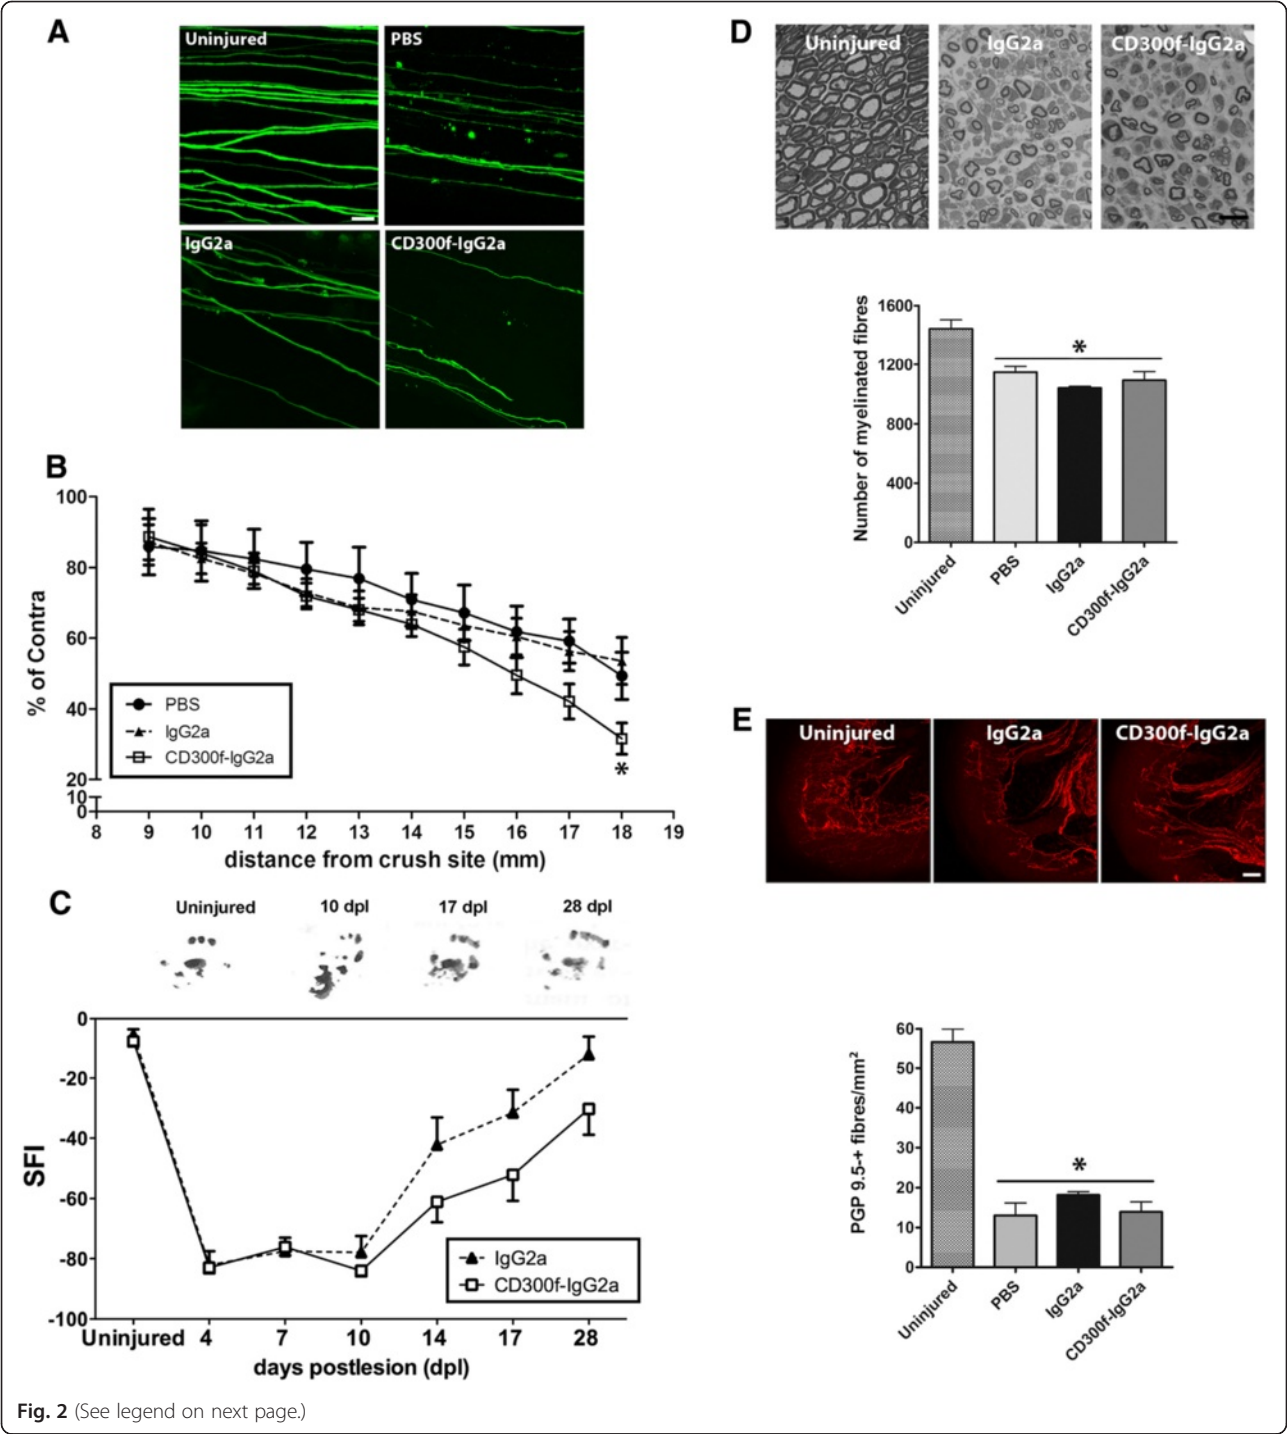 A
Uninjured
PBS
IgG2a
CD300f-IgG2a
B
100
80
60
40
20
10
0
% of Contra
PBS
IgG2a
CD300f-IgG2a
*
8 9 10 11 12 13 14 15 16 17 18 19
distance from crush site (mm)
C
Uninjured 10 dpl 17 dpl 28 dpl
0
-20
-40
-60
-80
-100
SFI
IgG2a
CD300f-IgG2a
Uninjured 4 7 10 14 17 28
days postlesion (dpl)
D
Uninjured
IgG2a
CD300f-IgG2a
1600
1200
800
400
0
Number of myelinated fibres
*
Uninjured
PBS
IgG2a
CD300f-IgG2a
E
Uninjured
IgG2a
CD300f-IgG2a
60
50
40
30
20
10
0
PGP 9.5-+ fibres/mm²
*
Uninjured
PBS
IgG2a
CD300f-IgG2a
Fig. 2 (See legend on next page.)